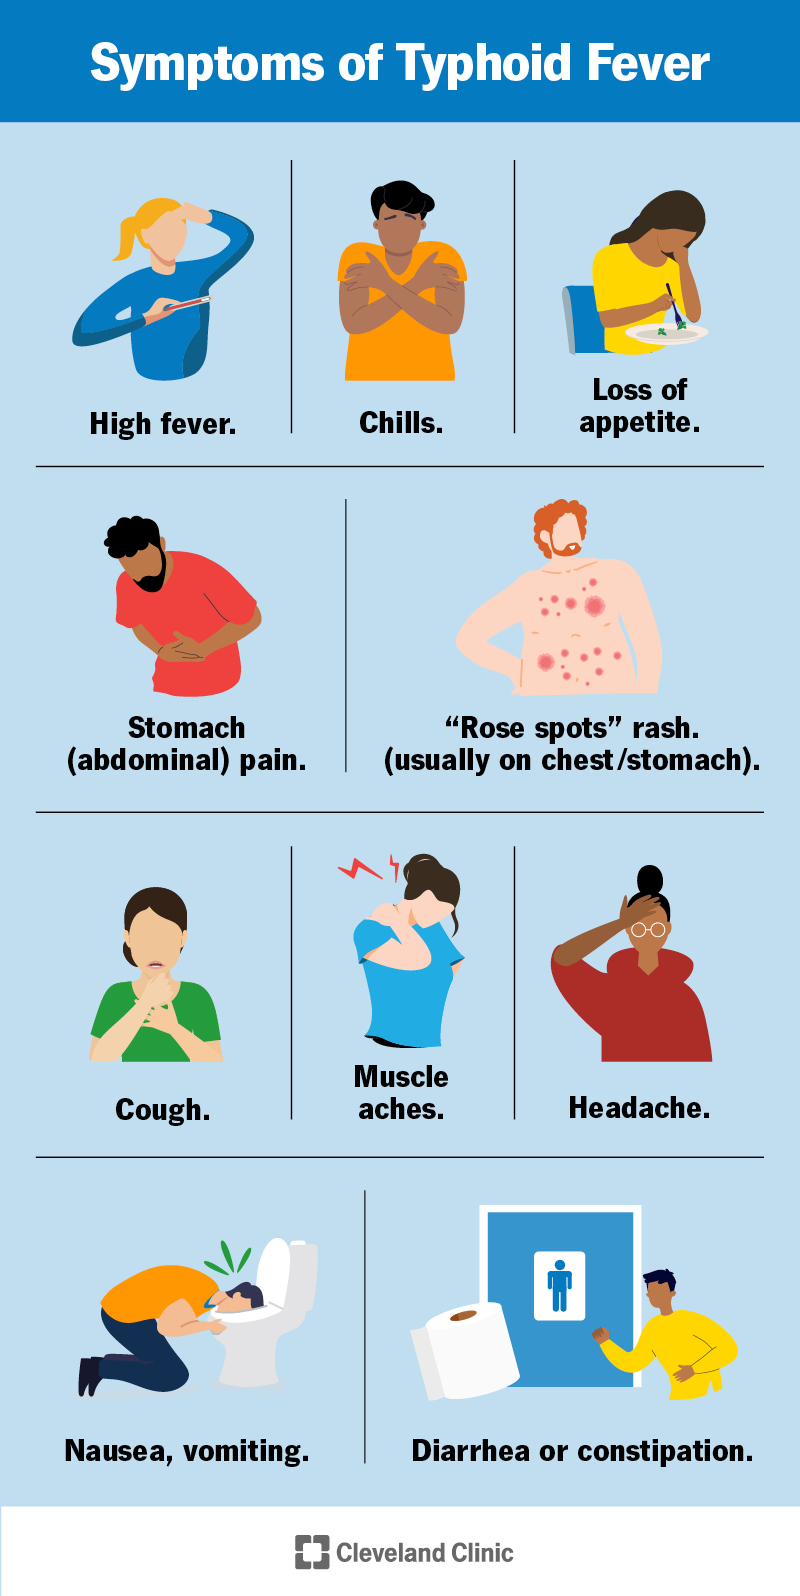 Symptoms of Typhoid Fever
High fever.
Chills.
Loss of
appetite.
Stomach
(abdominal) pain.
“Rose spots” rash.
(usually on chest/stomach).
Cough.
Muscle
aches.
Headache.
Nausea, vomiting.
Diarrhea or constipation.
Cleveland Clinic